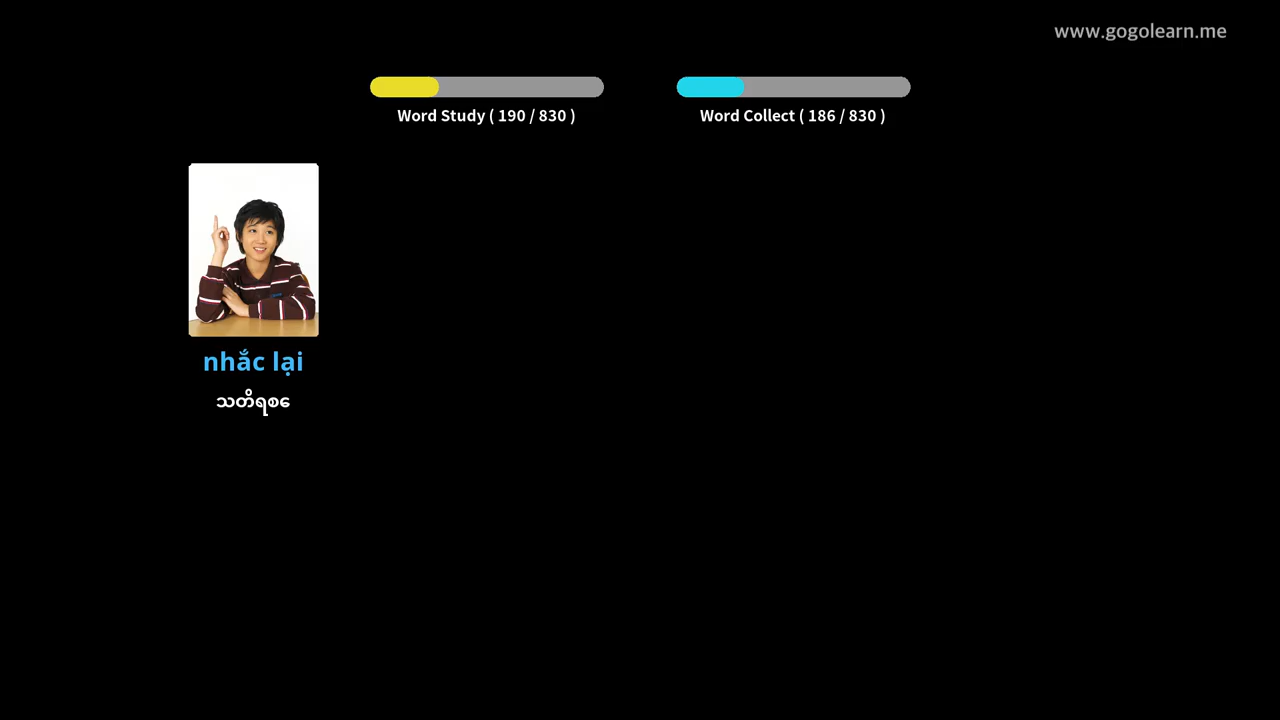 www.gogolearn.me
Word Study ( 190 / 830 )
Word Collect ( 186 / 830 )
nhắc lại
သတိရစေ